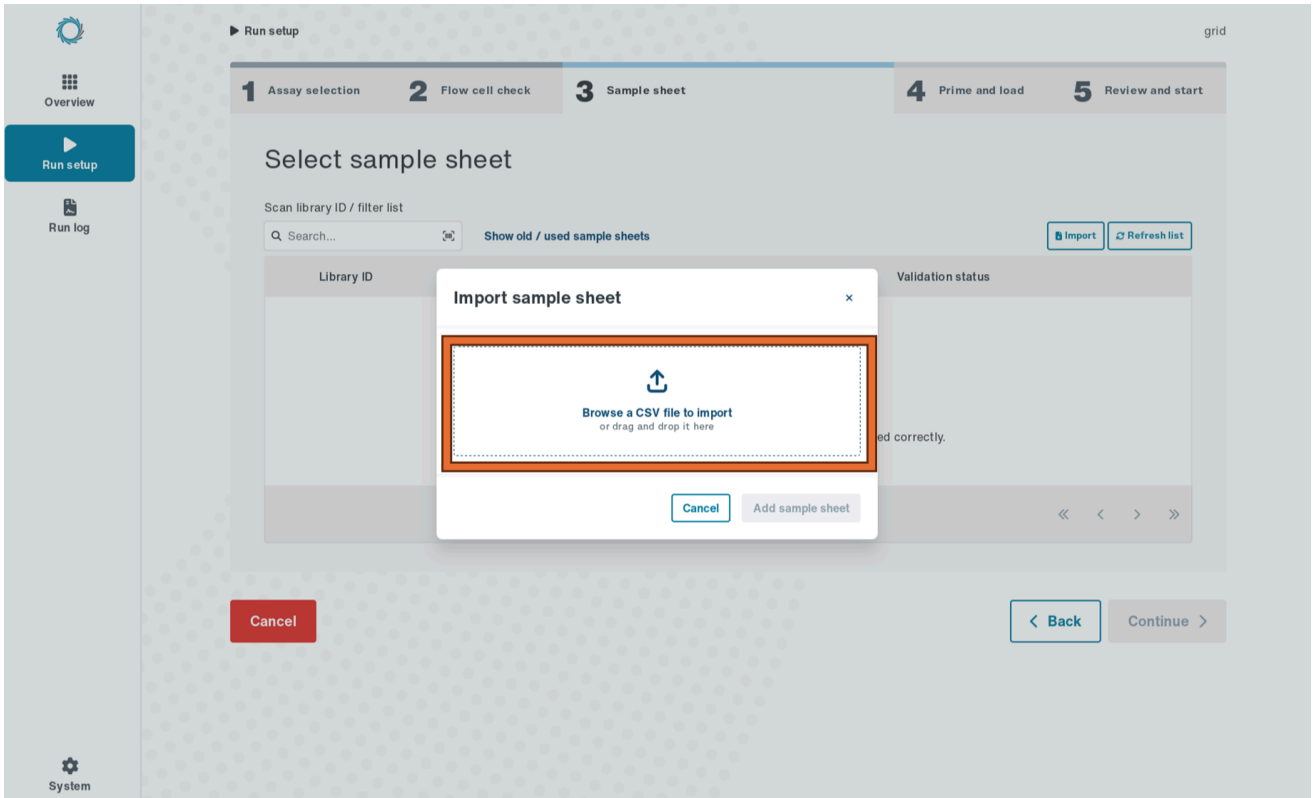 Run setup
grid
Overview
Run setup
Run log
System
1 Assay selection
2 Flow cell check
3 Sample sheet
4 Prime and load
5 Review and start
Select sample sheet
Scan library ID / filter list
Search...
Show old / used sample sheets
Import
Refresh list
Library ID
Validation status
ed correctly.
Import sample sheet
×
Browse a CSV file to import
or drag and drop it here
Cancel
Add sample sheet
Cancel
Back
Continue